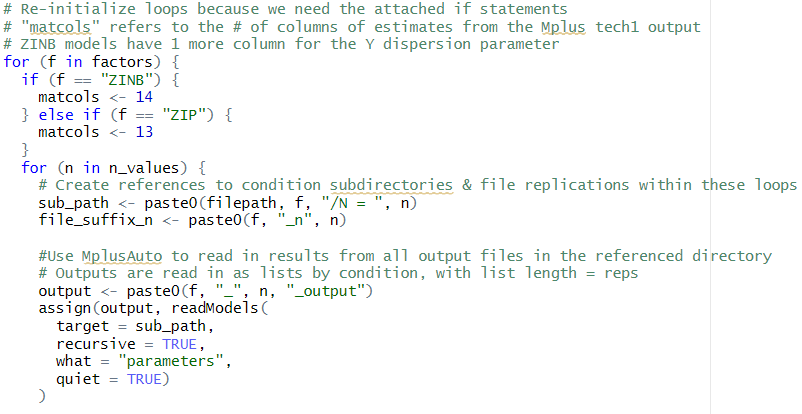 # Re-initialize loops because we need the attached if statements
# "matcols" refers to the # of columns of estimates from the Mplus tech1 output
# ZINB models have 1 more column for the Y dispersion parameter
for (f in factors) {
  if (f == "ZINB") {
    matcols <- 14
  } else if (f == "ZIP") {
    matcols <- 13
  }
  for (n in n_values) {
    # Create references to condition subdirectories & file replications within these loops
    sub_path <- paste0(filepath, f, "/N = ", n)
    file_suffix_n <- paste0(f, "_n", n)

    #Use MplusAuto to read in results from all output files in the referenced directory
    # Outputs are read in as lists by condition, with list length = reps
    output <- paste0(f, "_", n, "_output")
    assign(output, readModels(
      target = sub_path,
      recursive = TRUE,
      what = "parameters",
      quiet = TRUE)
    )